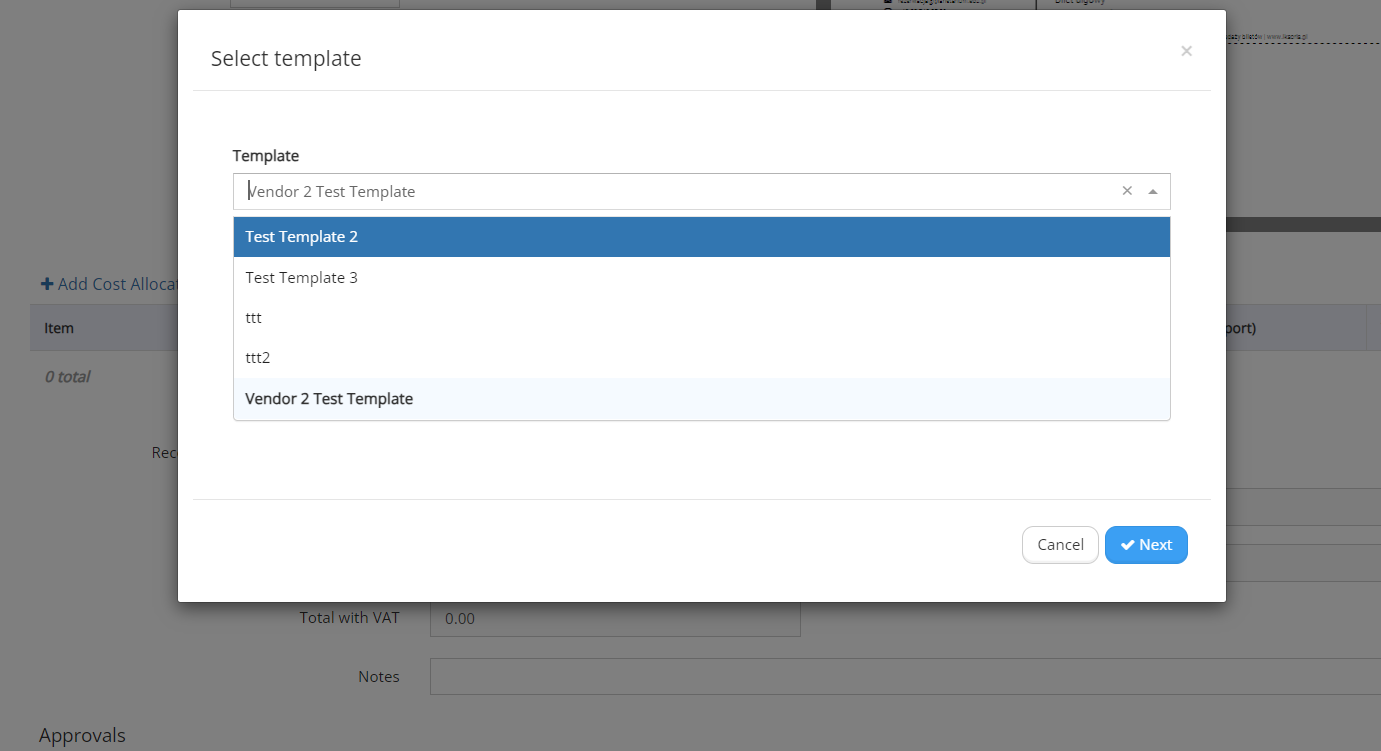 Select template
×
Template
Vendor 2 Test Template
Test Template 2
Test Template 3
ttt
ttt2
Vendor 2 Test Template
Cancel
Next
Add Cost Allocat
Item
port)
0 total
Rec
Total with VAT
0.00
Notes
Approvals